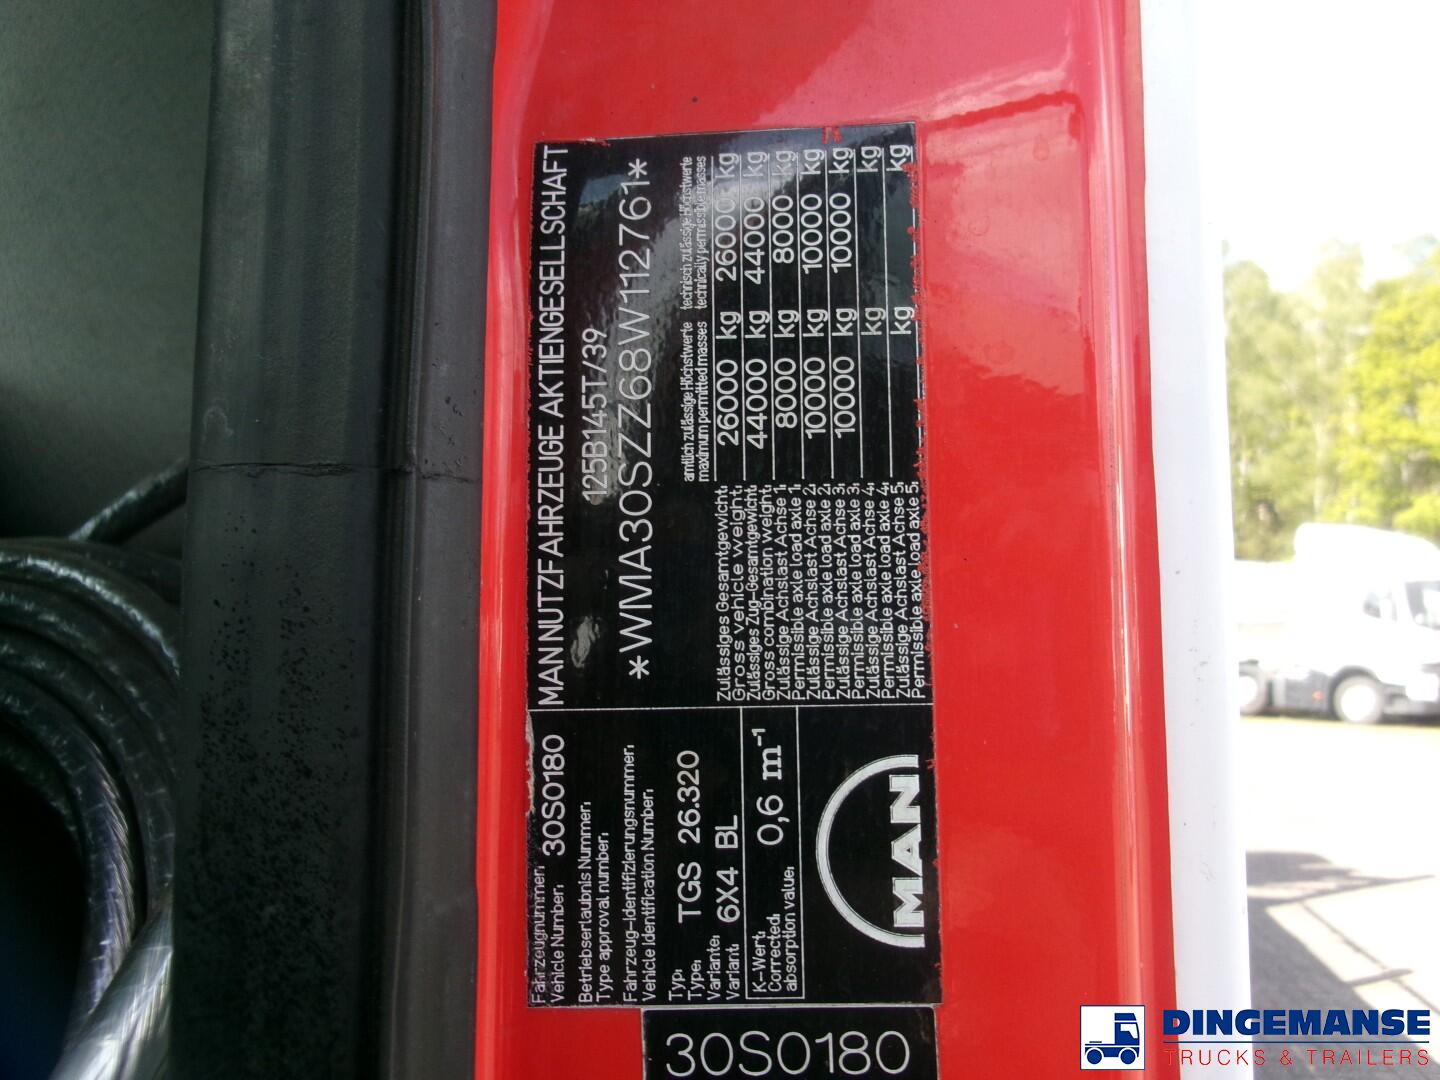 Fahrzeugnummer:
Vehicle Number: 30S0180
MAN NUTZFAHRZEUGE AKTIENGESELLSCHAFT
Betriebserlaubnis Nummer:
Type approval number:
125B145T/39
Fahrzeug-Identifizierungsnummer:
Vehicle Identification Number:
*WMA30SZZ68W112761*
Typ:
Type: TGS 26.320
Variante:
Variant: 6X4 BL
K-Wert:
Corrected:
absorption value: 0,6 m-1
amtlich zulässige Höchstwerte technisch zulässige Höchstwerte
maximum permitted masses technically permissible masses
Zulässiges Gesamtgewicht:
Gross Vehicle Weight: 26000 kg 26000 kg
Zulässiges Zug-Gesamtgewicht:
Gross combination weight: 44000 kg 44000 kg
Zulässige Achslast Achse 1:
Permissible axle load axle 1: 8000 kg 8000 kg
Zulässige Achslast Achse 2:
Permissible axle load axle 2: 10000 kg 10000 kg
Zulässige Achslast Achse 3:
Permissible axle load axle 3: 10000 kg 10000 kg
Zulässige Achslast Achse 4:
Permissible axle load axle 4: kg kg
Zulässige Achslast Achse 5:
Permissible axle load axle 5: kg kg
MAN
30S0180
DINGEMANSE
TRUCKS & TRAILERS